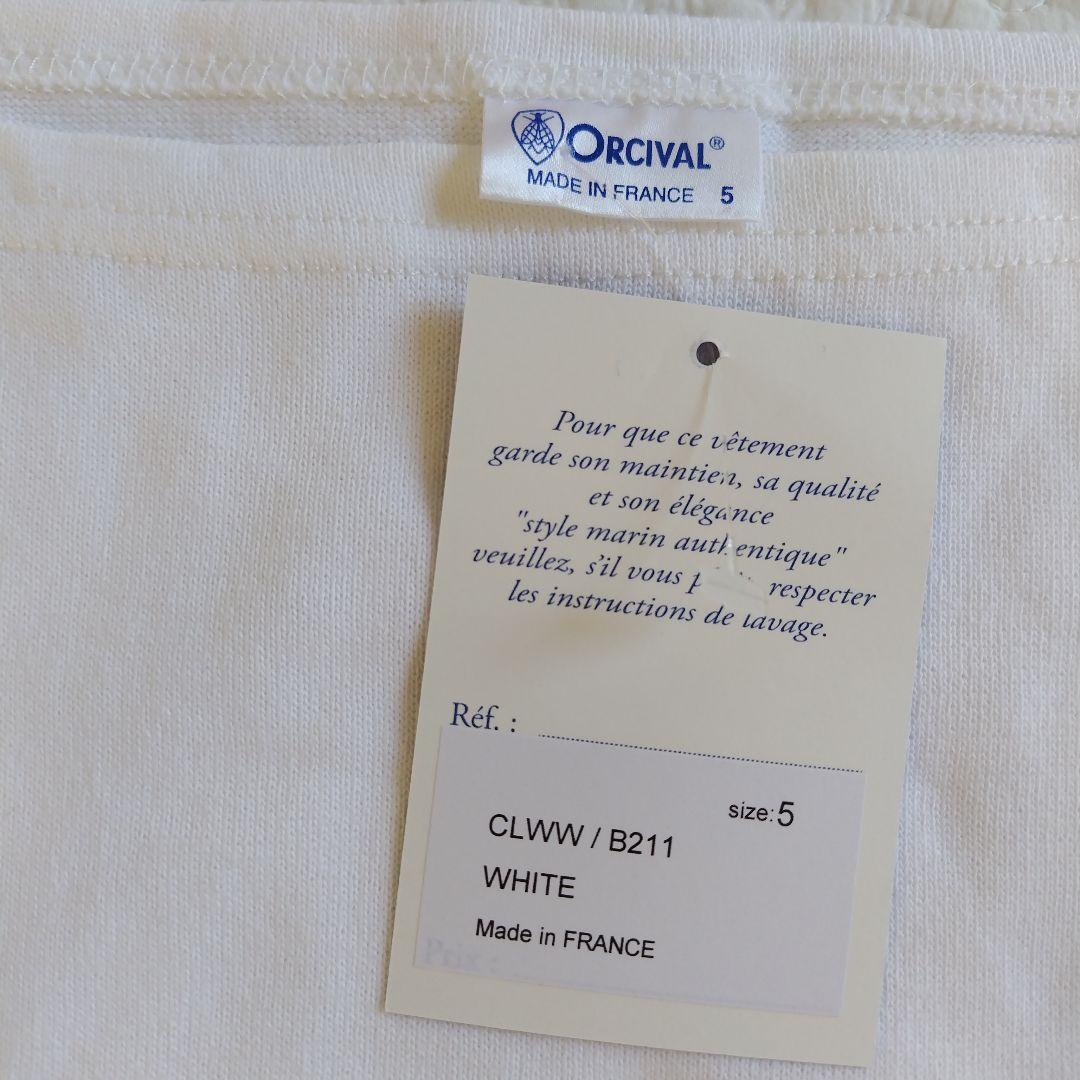 ORCIVAL®
MADE IN FRANCE 5
Pour que ce vêtement
garde son maintien, sa qualité
et son élégance
"style marin authentique"
veuillez, s'il vous respecter
les instructions de lavage.
Réf. :
size: 5
CLWW / B211
WHITE
Made in FRANCE
Prix :